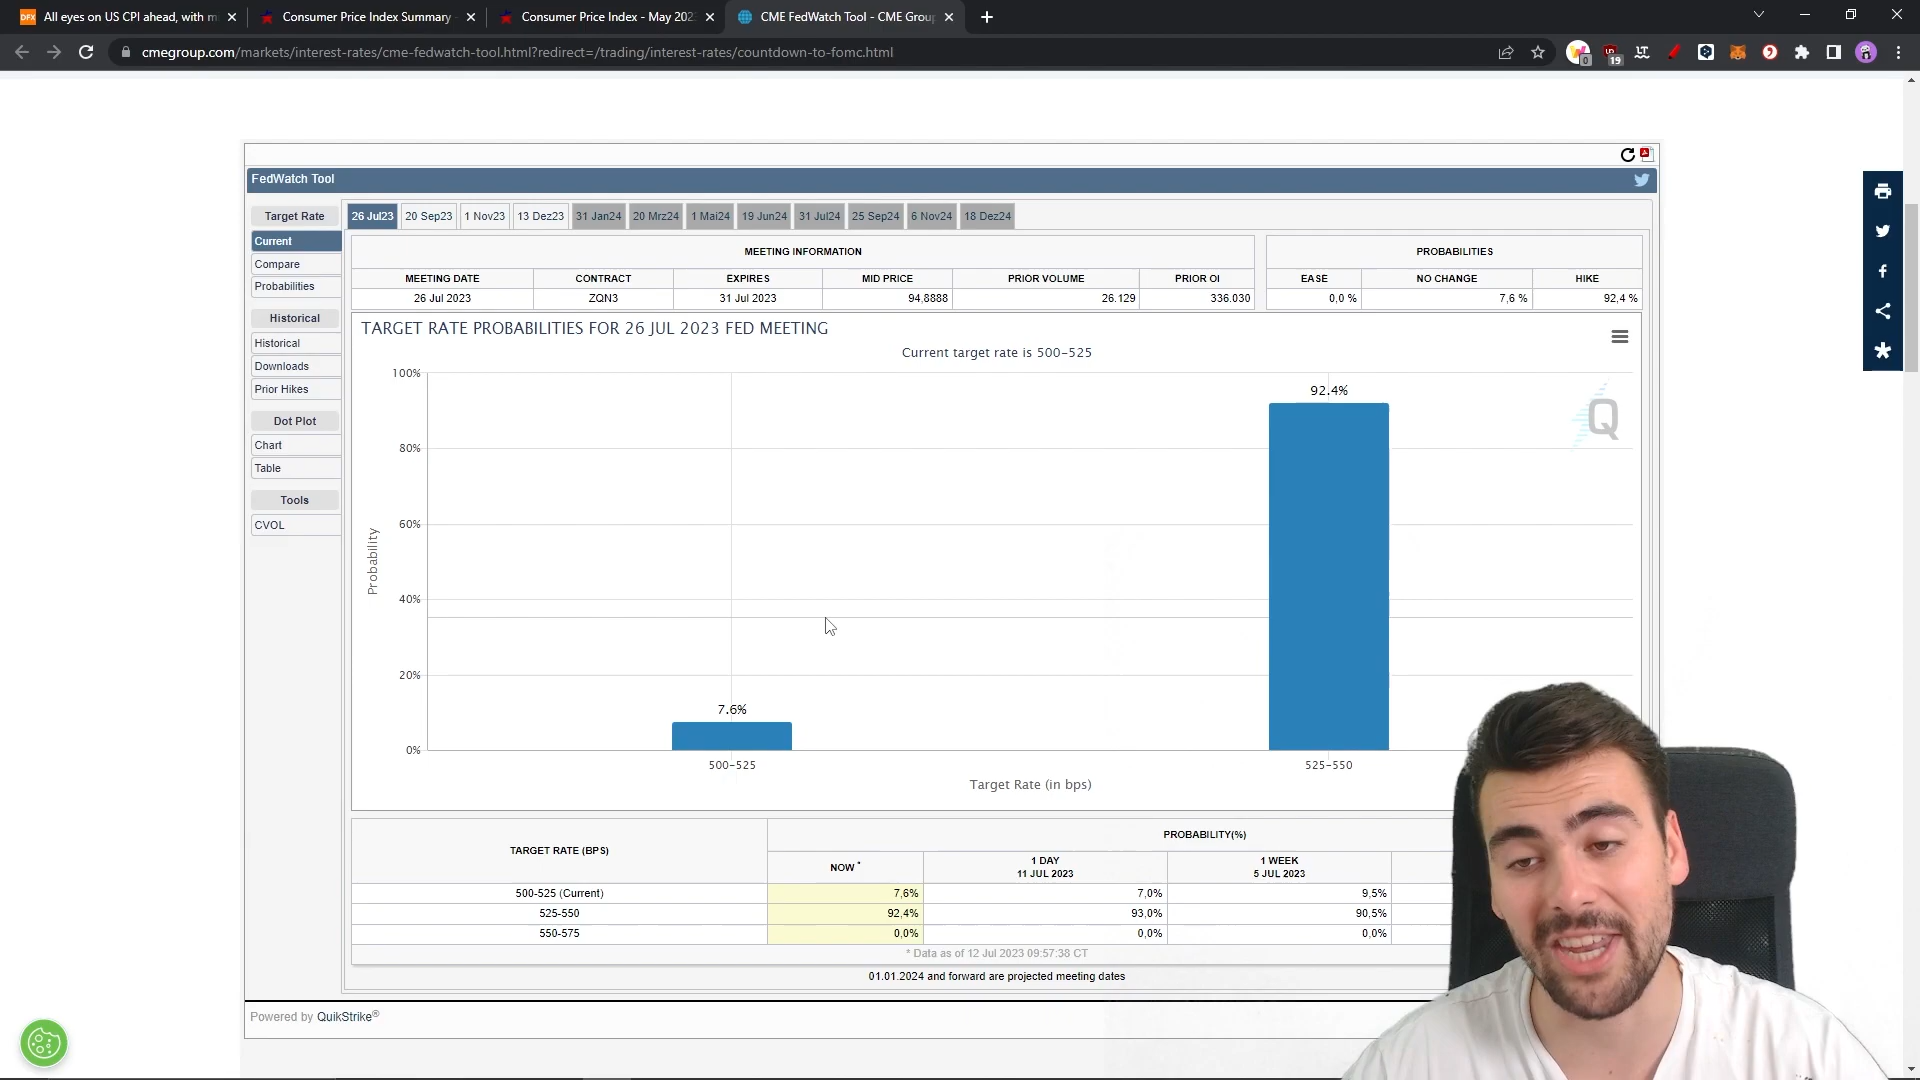 All eyes on US CPI ahead, with m
Consumer Price Index Summary
Consumer Price Index - May 202
CME FedWatch Tool - CME Group
cmegroup.com/markets/interest-rates/cme-fedwatch-tool.html?redirect=/trading/interest-rates/countdown-to-fomc.html
0
19
FedWatch Tool
Target Rate
Current
Compare
Probabilities
Historical
Historical
Downloads
Prior Hikes
Dot Plot
Chart
Table
Tools
CVOL
26 Jul23 20 Sep23 1 Nov23 13 Dez23 31 Jan24 20 Mrz24 1 Mai24 19 Jun24 31 Jul24 25 Sep24 6 Nov24 18 Dez24
MEETING INFORMATION
MEETING DATE CONTRACT EXPIRES MID PRICE PRIOR VOLUME PRIOR OI
26 Jul 2023 ZQN3 31 Jul 2023 94,8888 26.129 336.030
PROBABILITIES
EASE NO CHANGE HIKE
0,0 % 7,6 % 92,4 %
TARGET RATE PROBABILITIES FOR 26 JUL 2023 FED MEETING
Current target rate is 500-525
Probability
100%
80%
60%
40%
20%
0%
7.6%
92.4%
Q
500-525 525-550
Target Rate (in bps)
TARGET RATE (BPS) PROBABILITY(%)
NOW * 1 DAY 1 WEEK
11 JUL 2023 5 JUL 2023
500-525 (Current) 7,6% 7,0% 9,5%
525-550 92,4% 93,0% 90,5%
550-575 0,0% 0,0% 0,0%
* Data as of 12 Jul 2023 09:57:38 CT
01.01.2024 and forward are projected meeting dates
Powered by QuikStrike®